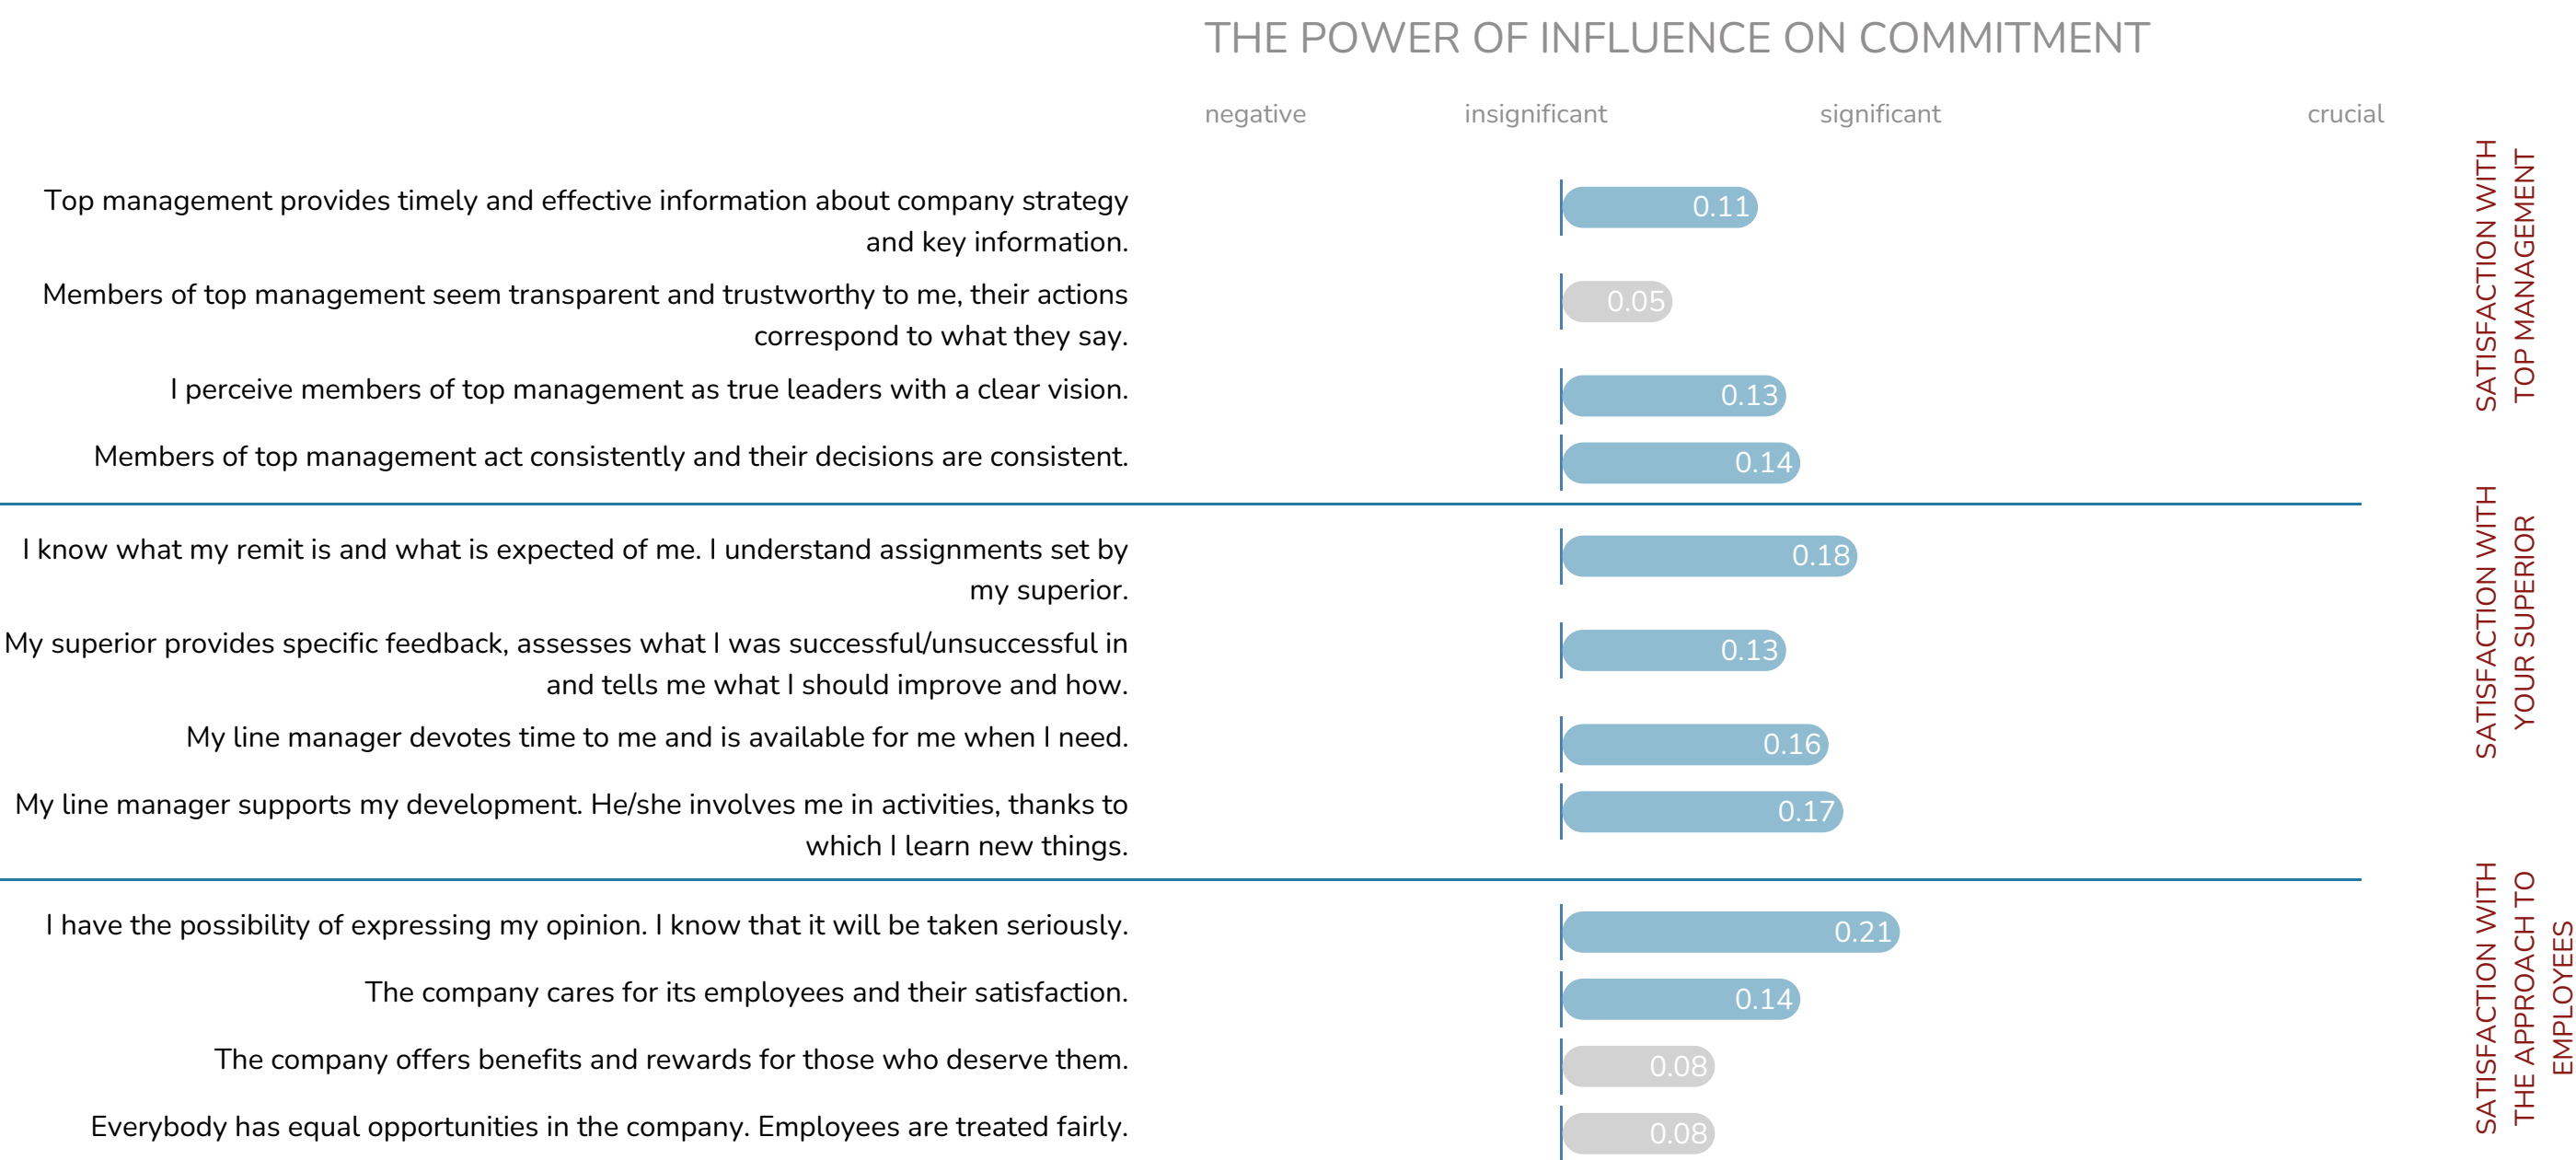 THE POWER OF INFLUENCE ON COMMITMENT
negative insignificant significant crucial
Top management provides timely and effective information about company strategy
and key information.
0.11
Members of top management seem transparent and trustworthy to me, their actions
correspond to what they say.
0.05
I perceive members of top management as true leaders with a clear vision.
0.13
Members of top management act consistently and their decisions are consistent.
0.14
SATISFACTION WITH
TOP MANAGEMENT
I know what my remit is and what is expected of me. I understand assignments set by
my superior.
0.18
My superior provides specific feedback, assesses what I was successful/unsuccessful in
and tells me what I should improve and how.
0.13
My line manager devotes time to me and is available for me when I need.
0.16
My line manager supports my development. He/she involves me in activities, thanks to
which I learn new things.
0.17
SATISFACTION WITH
YOUR SUPERIOR
I have the possibility of expressing my opinion. I know that it will be taken seriously.
0.21
The company cares for its employees and their satisfaction.
0.14
The company offers benefits and rewards for those who deserve them.
0.08
Everybody has equal opportunities in the company. Employees are treated fairly.
0.08
SATISFACTION WITH
THE APPROACH TO
EMPLOYEES